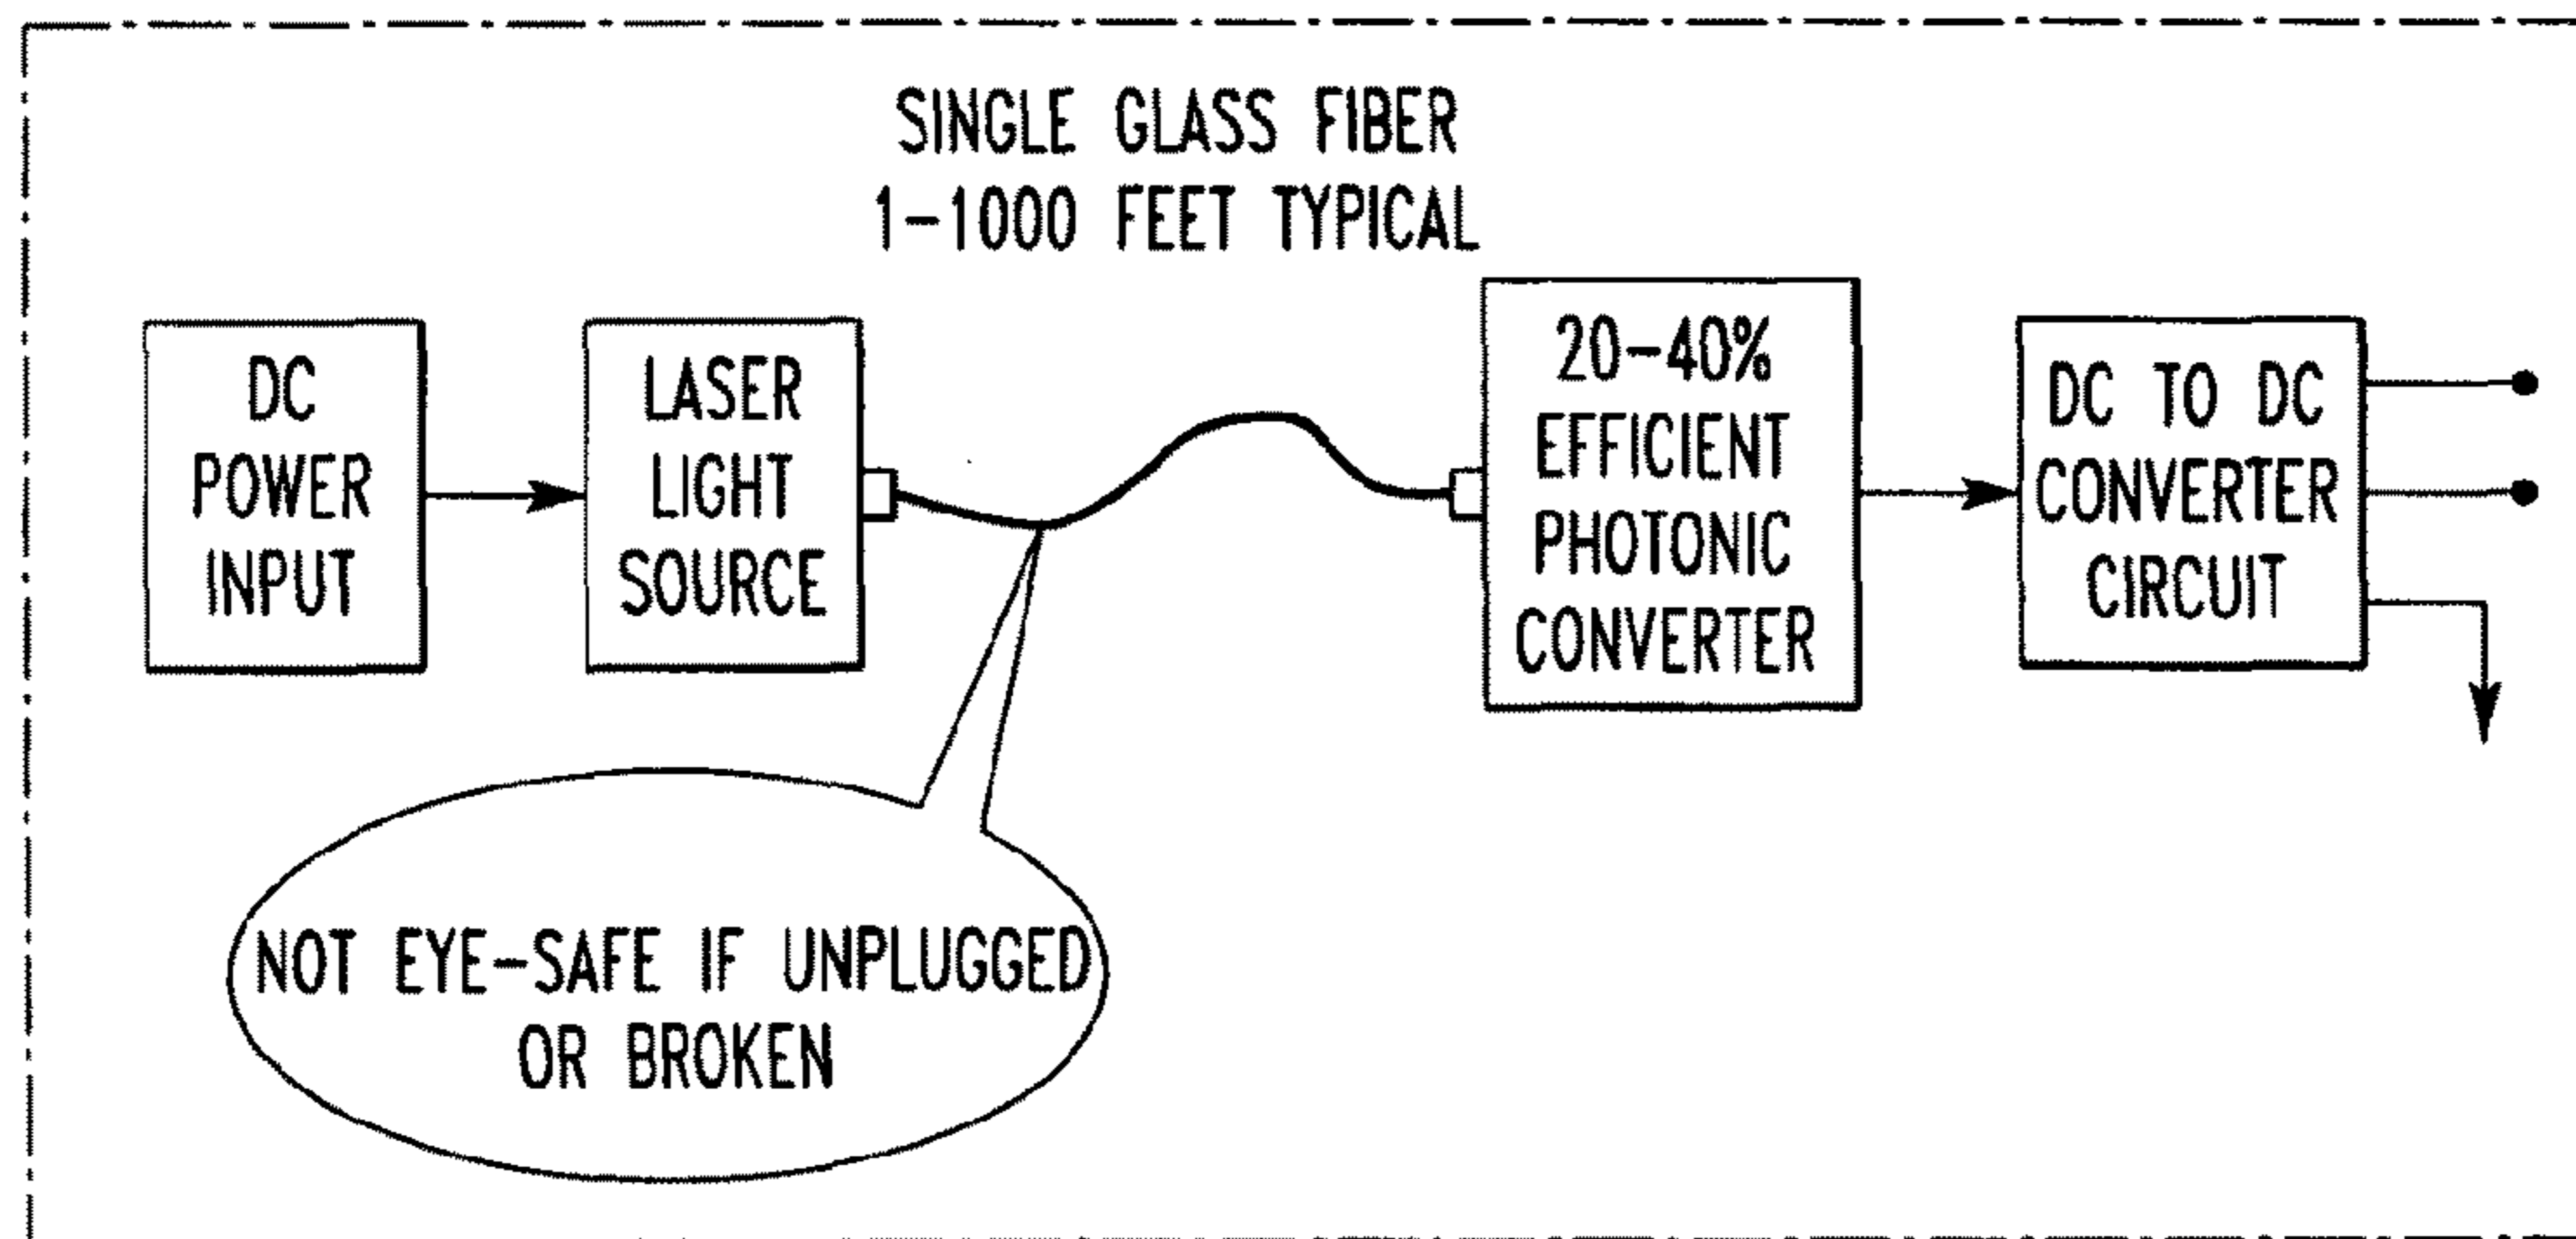 SINGLE GLASS FIBER
1-1000 FEET TYPICAL
DC
POWER
INPUT
LASER
LIGHT
SOURCE
20-40%
EFFICIENT
PHOTONIC
CONVERTER
DC TO DC
CONVERTER
CIRCUIT
NOT EYE-SAFE IF UNPLUGGED
OR BROKEN